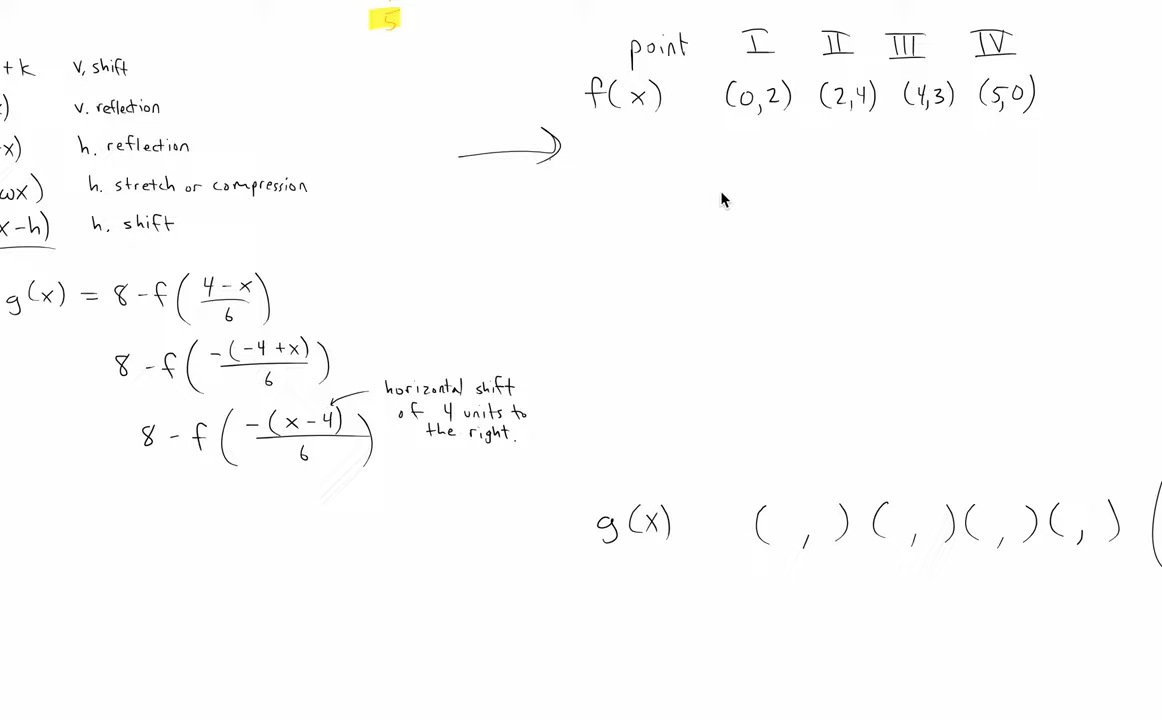 5
+ k v, shift
) v. reflection
x) h. reflection
ωx) h. stretch or compression
x-h) h. shift
g(x) = 8 - f((4 - x)/6)
8 - f(-(-4 + x)/6)
8 - f(-(x - 4)/6)
horizontal shift
of 4 units to
the right.
point I II III IV
f(x) (0,2) (2,4) (4,3) (5,0)
g(x) ( , ) ( , ) ( , ) ( , ) (